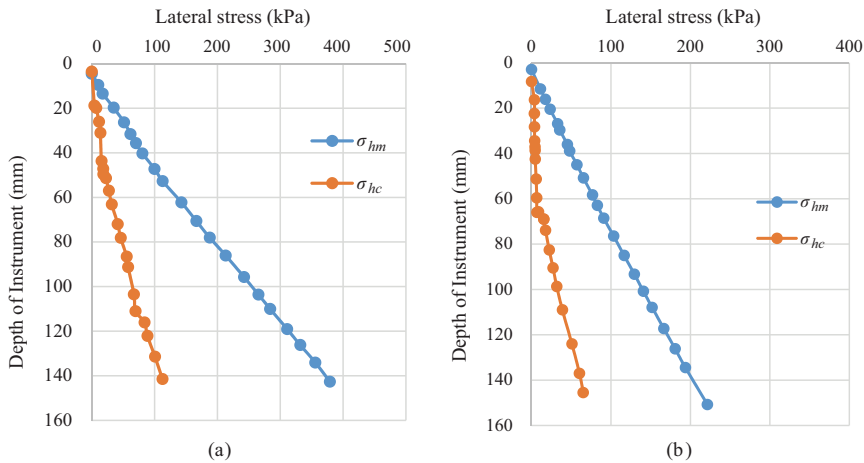 Lateral stress (kPa)
0 100 200 300 400 500
0
20
40
60
80
100
120
140
160
Depth of Instrument (mm)
σhm
σhc
(a)
Lateral stress (kPa)
0 100 200 300 400
0
20
40
60
80
100
120
140
160
Depth of Instrument (mm)
σhm
σhc
(b)